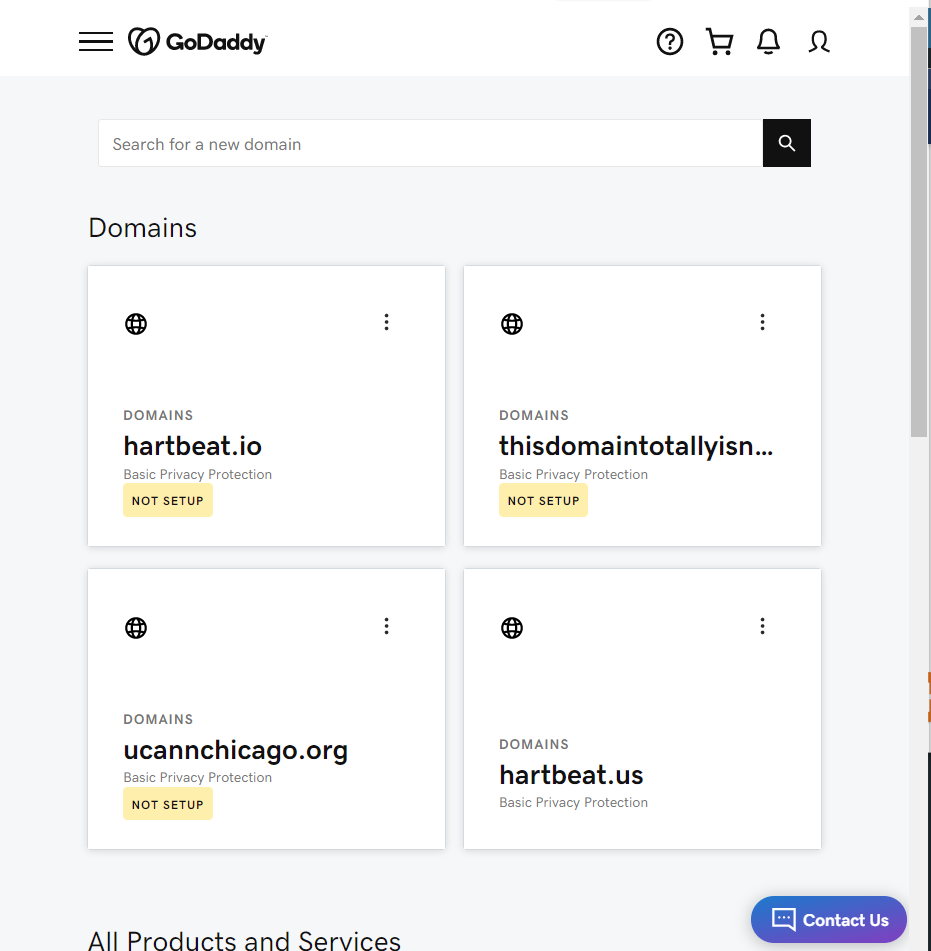 GoDaddy
Search for a new domain
Domains
DOMAINS
hartbeat.io
Basic Privacy Protection
NOT SETUP
DOMAINS
thisdomaintotallyisn...
Basic Privacy Protection
NOT SETUP
DOMAINS
ucannchicago.org
Basic Privacy Protection
NOT SETUP
DOMAINS
hartbeat.us
Basic Privacy Protection
All Products and Services
Contact Us